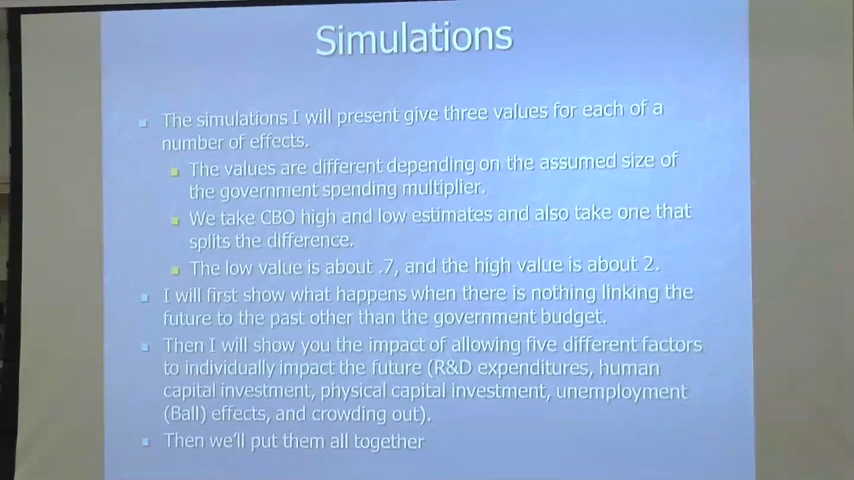 Simulations
The simulations I will present give three values for each of a
number of effects.
The values are different depending on the assumed size of
the government spending multiplier.
We take CBO high and low estimates and also take one that
splits the difference.
The low value is about .7, and the high value is about 2.
I will first show what happens when there is nothing linking the
future to the past other than the government budget.
Then I will show you the impact of allowing five different factors
to individually impact the future (R&D expenditures, human
capital investment, physical capital investment, unemployment
(Ball) effects, and crowding out).
Then we'll put them all together